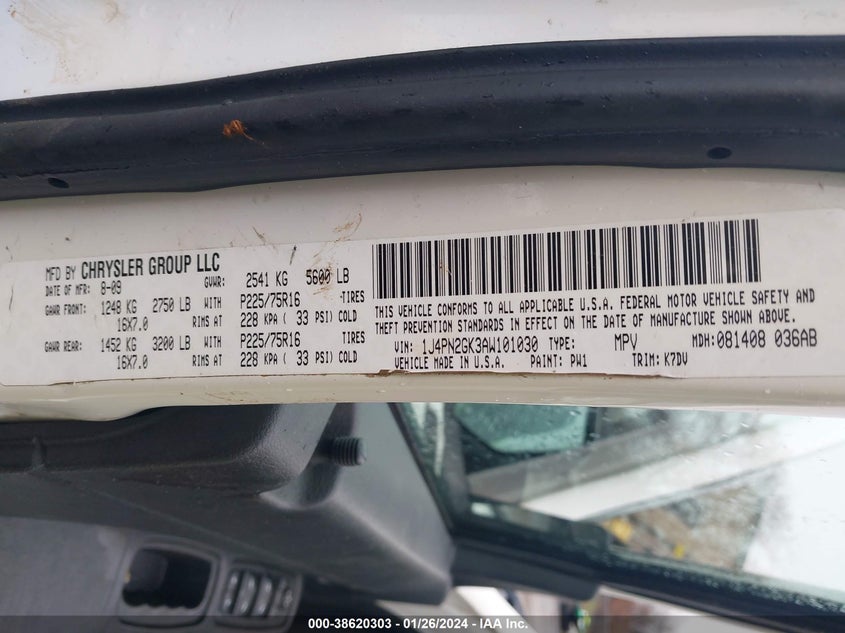 MFD BY CHRYSLER GROUP LLC
DATE OF MFR: 8-09 GVWR: 2541 KG 5600 LB
GAWR FRONT: 1248 KG 2750 LB WITH P225/75R16 TIRES
16X7.0 RIMS AT 228 KPA ( 33 PSI) COLD
GAWR REAR: 1452 KG 3200 LB WITH P225/75R16 TIRES
16X7.0 RIMS AT 228 KPA ( 33 PSI) COLD
THIS VEHICLE CONFORMS TO ALL APPLICABLE U.S.A. FEDERAL MOTOR VEHICLE SAFETY AND
THEFT PREVENTION STANDARDS IN EFFECT ON THE DATE OF MANUFACTURE SHOWN ABOVE.
VIN: 1J4PN2GK3AW101030 TYPE: MPV MDH: 081408 036AB
VEHICLE MADE IN U.S.A. PAINT: PW1 TRIM: K7DV
000-38620303 - 01/26/2024 - IAAI.com